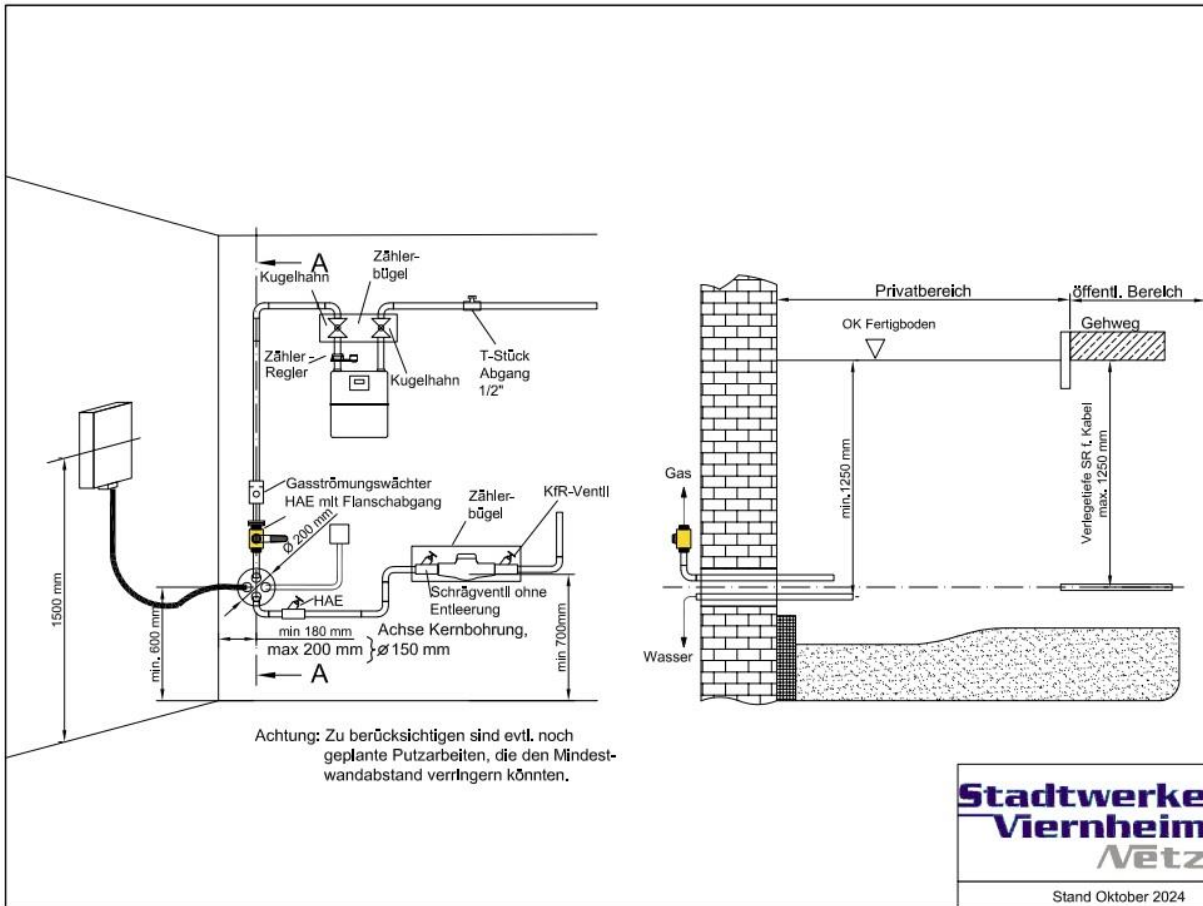 A
Kugelhahn
Zähler-
bügel
Zähler
Regler
Kugelhahn
T-Stück
Abgang
1/2"
Gasströmungswächter
HAE mit Flanschabgang
Ø 200 mm
Zähler-
bügel
KfR-Ventil
HAE
Schrägventil ohne
Entleerung
1500 mm
min. 600 mm
min 180 mm
max 200 mm
Achse Kernbohrung,
Ø 150 mm
min 700mm
A
Achtung: Zu berücksichtigen sind evtl. noch
geplante Putzarbeiten, die den Mindest-
wandabstand verringern könnten.
Privatbereich
öffentl. Bereich
OK Fertigboden
Gehweg
min.1250 mm
Verlegetiefe SR f. Kabel
max. 1250 mm
Gas
Wasser
Stadtwerke
Viernheim
Netz
Stand Oktober 2024